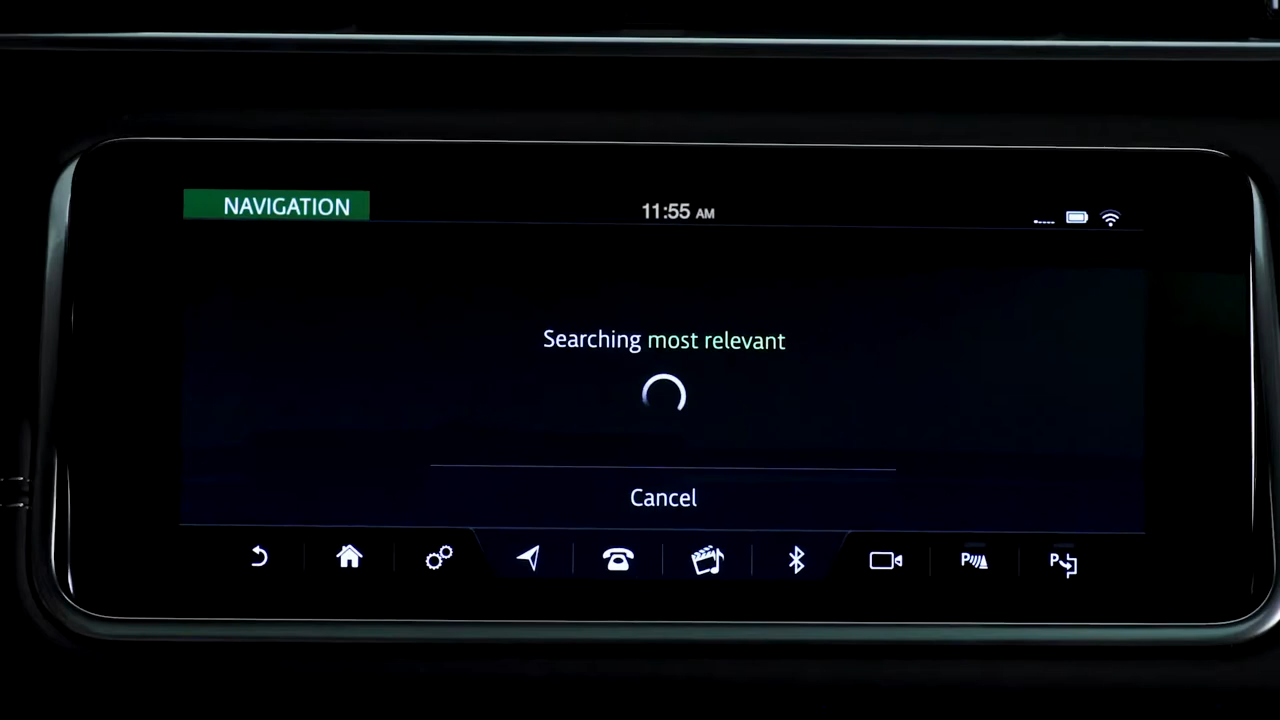 NAVIGATION
11:55 AM
Searching most relevant
Cancel
P
P